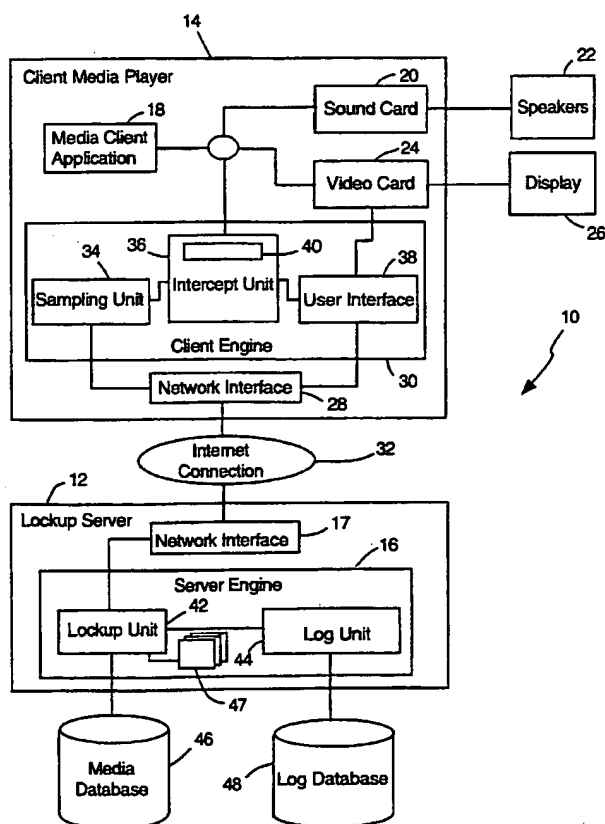 14
Client Media Player
20
22
18
Sound Card
Speakers
Media Client
Application
24
Video Card
Display
26
36
40
34
38
Sampling Unit
Intercept Unit
User Interface
10
Client Engine
Network Interface
30
28
Internet
Connection
32
12
Lockup Server
Network Interface
17
16
Server Engine
42
Lockup Unit
Log Unit
44
47
46
Media
Database
48
Log Database